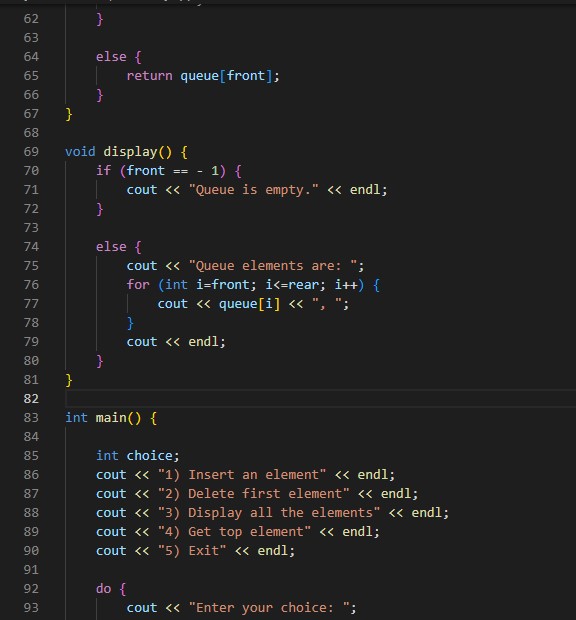 62 }
63
64 else {
65 return queue[front];
66 }
67 }
68
69 void display() {
70 if (front == - 1) {
71 cout << "Queue is empty." << endl;
72 }
73
74 else {
75 cout << "Queue elements are: ";
76 for (int i=front; i<=rear; i++) {
77 cout << queue[i] << ", ";
78 }
79 cout << endl;
80 }
81 }
82
83 int main() {
84
85 int choice;
86 cout << "1) Insert an element" << endl;
87 cout << "2) Delete first element" << endl;
88 cout << "3) Display all the elements" << endl;
89 cout << "4) Get top element" << endl;
90 cout << "5) Exit" << endl;
91
92 do {
93 cout << "Enter your choice: ";